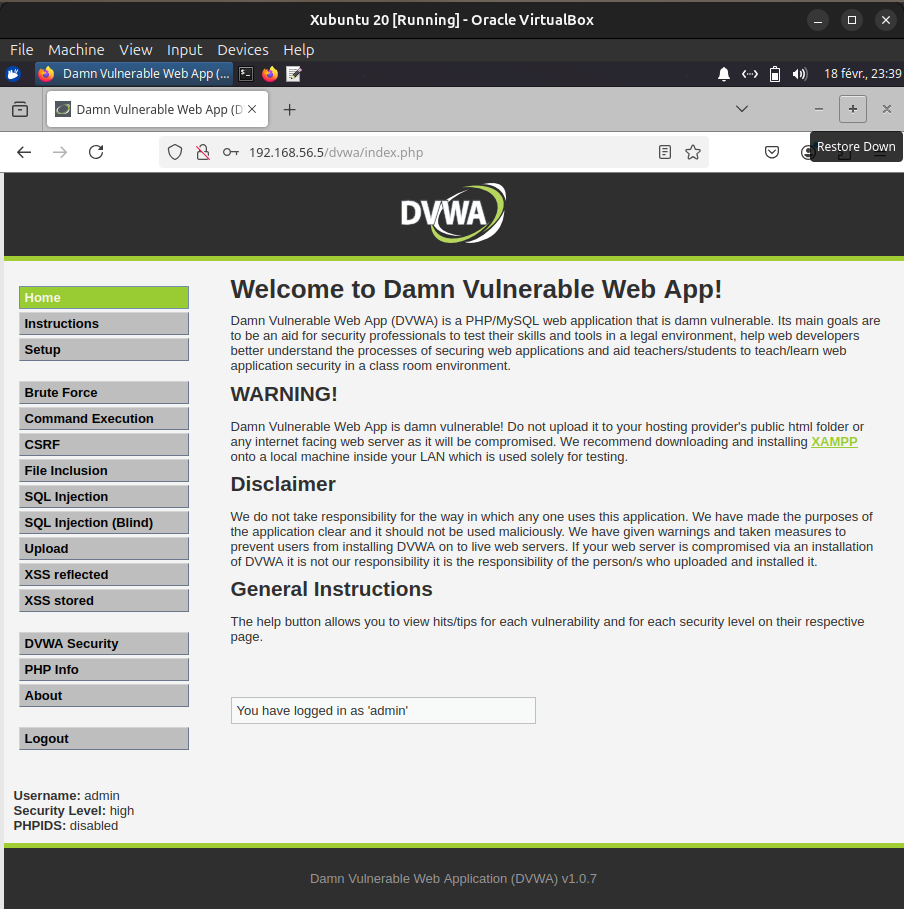 Xubuntu 20 [Running] - Oracle VirtualBox
File Machine View Input Devices Help
Damn Vulnerable Web App (... 18 févr., 23:39
Damn Vulnerable Web App (D
192.168.56.5/dvwa/index.php
Restore Down
DVWA
Home
Instructions
Setup
Brute Force
Command Execution
CSRF
File Inclusion
SQL Injection
SQL Injection (Blind)
Upload
XSS reflected
XSS stored
DVWA Security
PHP Info
About
Logout
Welcome to Damn Vulnerable Web App!
Damn Vulnerable Web App (DVWA) is a PHP/MySQL web application that is damn vulnerable. Its main goals are
to be an aid for security professionals to test their skills and tools in a legal environment, help web developers
better understand the processes of securing web applications and aid teachers/students to teach/learn web
application security in a class room environment.
WARNING!
Damn Vulnerable Web App is damn vulnerable! Do not upload it to your hosting provider's public html folder or
any internet facing web server as it will be compromised. We recommend downloading and installing XAMPP
onto a local machine inside your LAN which is used solely for testing.
Disclaimer
We do not take responsibility for the way in which any one uses this application. We have made the purposes of
the application clear and it should not be used maliciously. We have given warnings and taken measures to
prevent users from installing DVWA on to live web servers. If your web server is compromised via an installation
of DVWA it is not our responsibility it is the responsibility of the person/s who uploaded and installed it.
General Instructions
The help button allows you to view hits/tips for each vulnerability and for each security level on their respective
page.
You have logged in as 'admin'
Username: admin
Security Level: high
PHPIDS: disabled
Damn Vulnerable Web Application (DVWA) v1.0.7